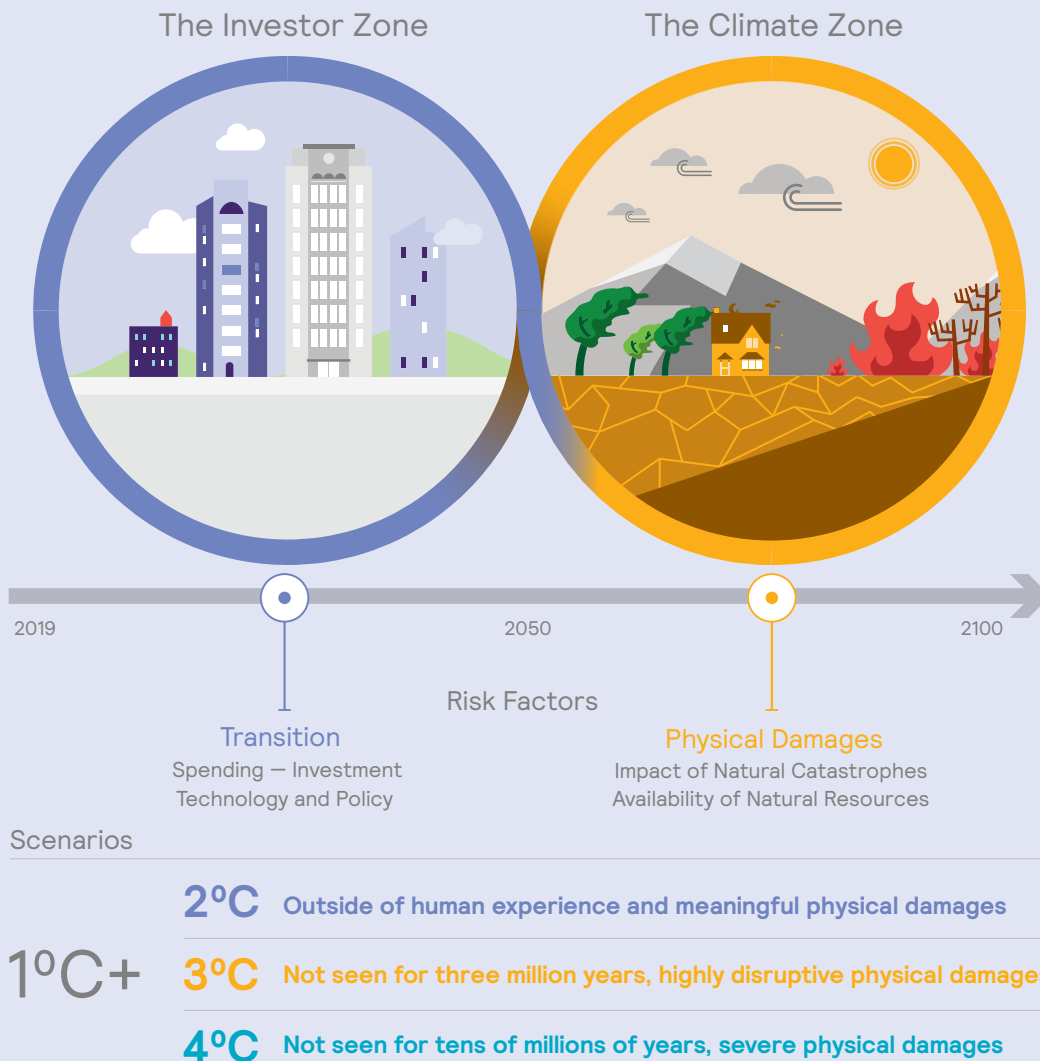 The Investor Zone
The Climate Zone
2019
2050
2100
Risk Factors
Transition
Spending — Investment
Technology and Policy
Physical Damages
Impact of Natural Catastrophes
Availability of Natural Resources
Scenarios
1ºC+
2ºC Outside of human experience and meaningful physical damages
3ºC Not seen for three million years, highly disruptive physical damage
4ºC Not seen for tens of millions of years, severe physical damages